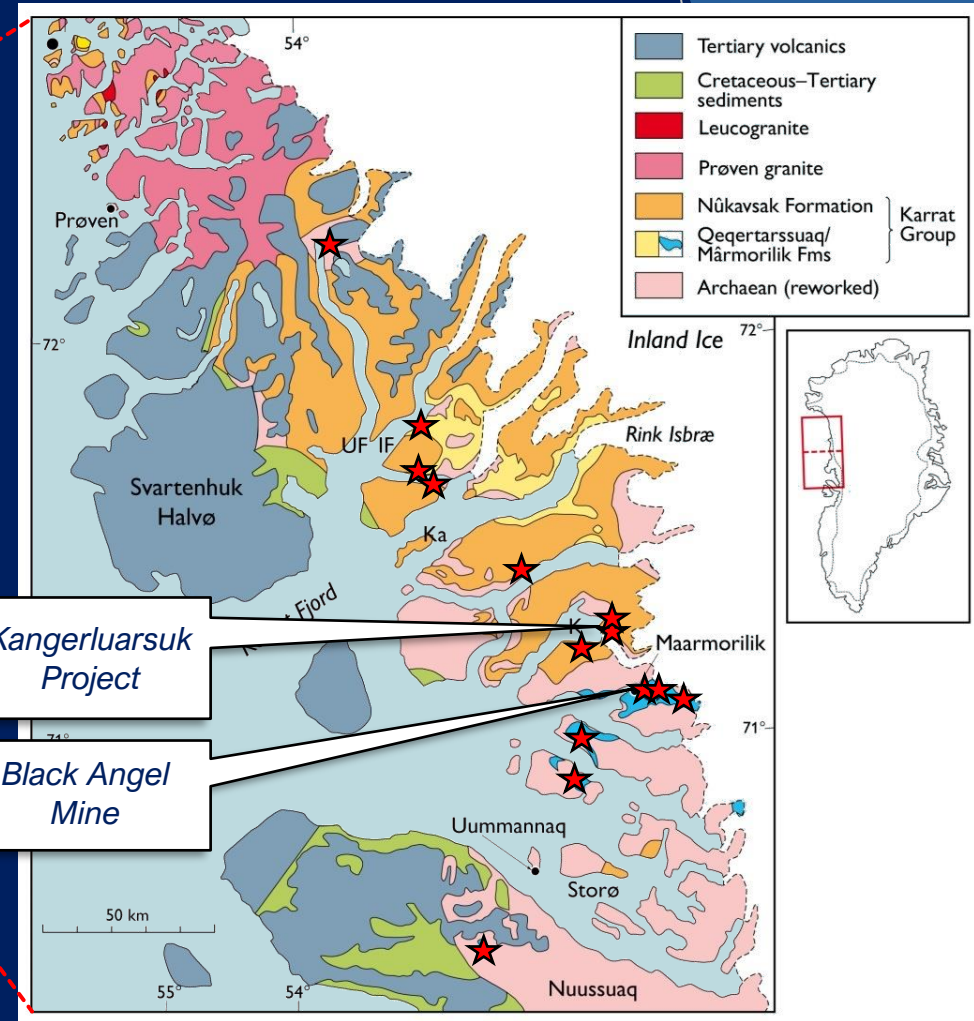 54°
Tertiary volcanics
Cretaceous–Tertiary
sediments
Leucogranite
Prøven granite
Nûkavsak Formation
Karrat
Group
Qeqertarssuaq/
Mârmorilik Fms
Archaean (reworked)
Prøven
72°
72°
Inland Ice
UF IF
Rink Isbræ
Svartenhuk
Halvø
Ka
Fjord
K
Kangerluarsuk
Project
Maarmorilik
71°
71°
Black Angel
Mine
Uummannaq
Storø
50 km
55°
54°
Nuussuaq